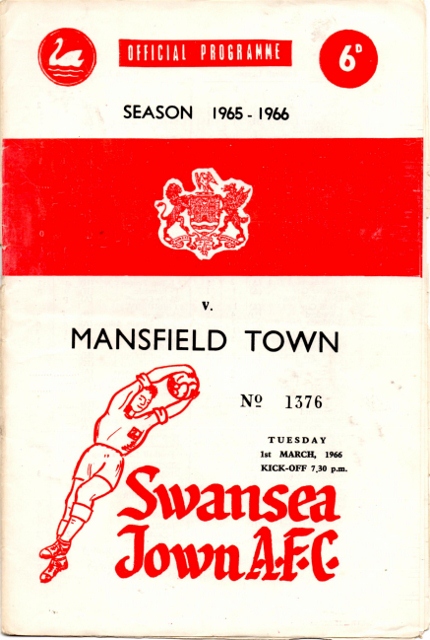 OFFICIAL PROGRAMME
6D
SEASON 1965 - 1966
v.
MANSFIELD TOWN
Nº 1376
TUESDAY
1st MARCH, 1966
KICK-OFF 7.30 p.m.
Swansea
Town A.F.C.